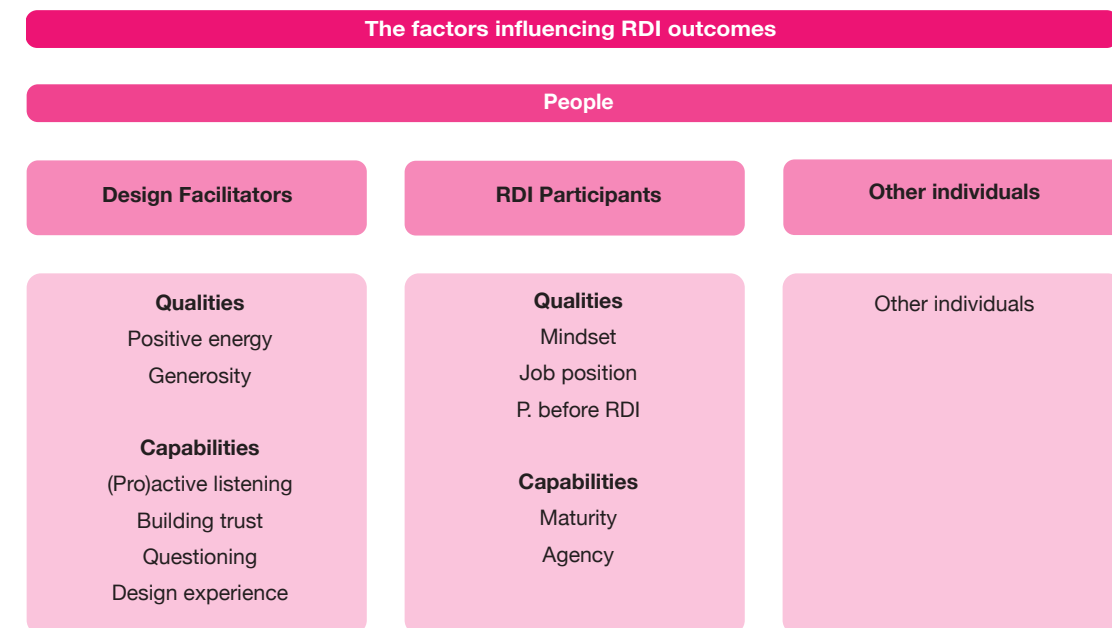 The factors influencing RDI outcomes
People
Design Facilitators
RDI Participants
Other individuals
Qualities
Positive energy
Generosity
Capabilities
(Pro)active listening
Building trust
Questioning
Design experience
Qualities
Mindset
Job position
P. before RDI
Capabilities
Maturity
Agency
Other individuals